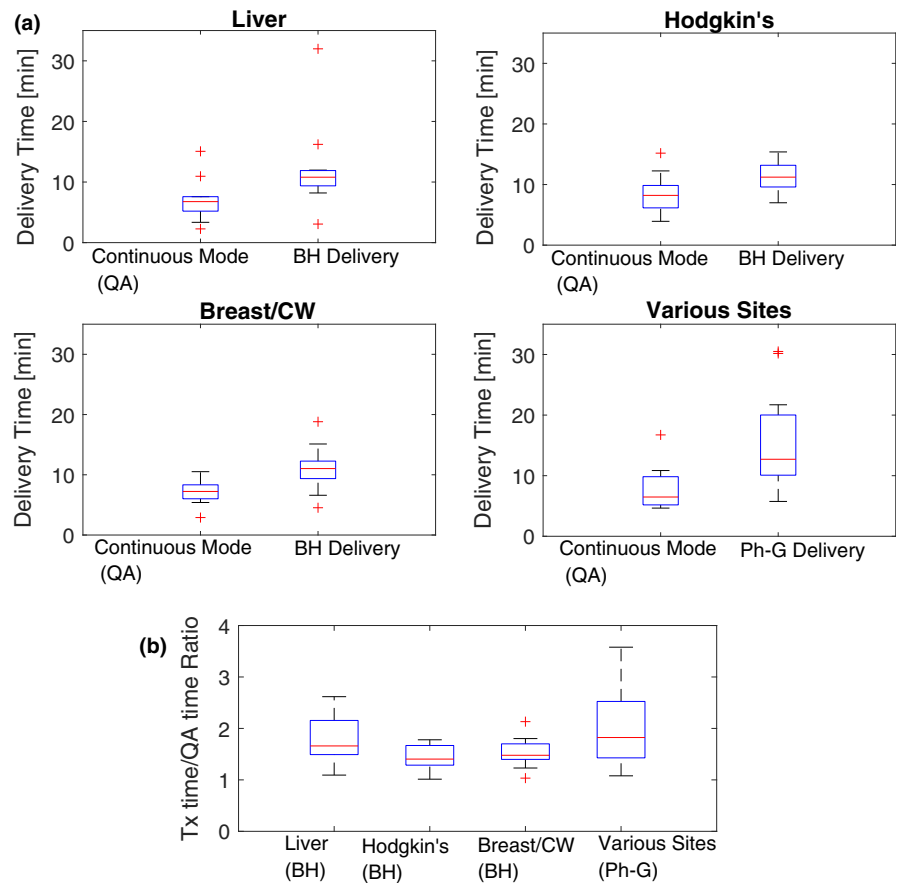 (a)
Liver
Delivery Time [min]
30
20
10
0
Continuous Mode
(QA)
BH Delivery
Hodgkin's
Delivery Time [min]
30
20
10
0
Continuous Mode
(QA)
BH Delivery
Breast/CW
Delivery Time [min]
30
20
10
0
Continuous Mode
(QA)
BH Delivery
Various Sites
Delivery Time [min]
30
20
10
0
Continuous Mode
(QA)
Ph-G Delivery
(b)
Tx time/QA time Ratio
4
3
2
1
0
Liver
(BH)
Hodgkin's
(BH)
Breast/CW
(BH)
Various Sites
(Ph-G)